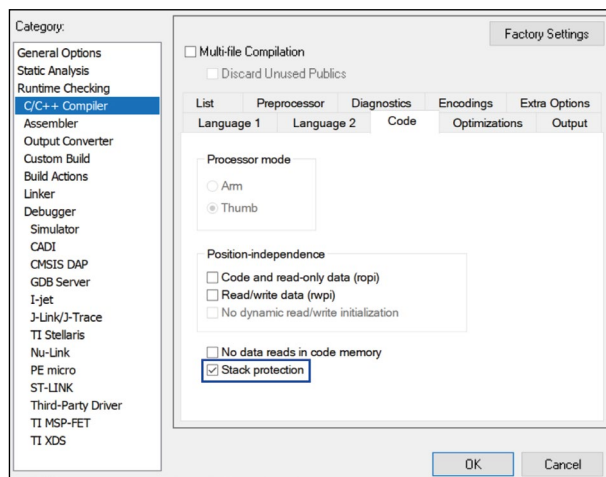 Category:
General Options
Static Analysis
Runtime Checking
C/C++ Compiler
Assembler
Output Converter
Custom Build
Build Actions
Linker
Debugger
Simulator
CADI
CMSIS DAP
GDB Server
I-jet
J-Link/J-Trace
TI Stellaris
Nu-Link
PE micro
ST-LINK
Third-Party Driver
TI MSP-FET
TI XDS
Factory Settings
Multi-file Compilation
Discard Unused Publics
List Preprocessor Diagnostics Encodings Extra Options
Language 1 Language 2 Code Optimizations Output
Processor mode
Arm
Thumb
Position-independence
Code and read-only data (ropi)
Read/write data (rwpi)
No dynamic read/write initialization
No data reads in code memory
Stack protection
OK Cancel